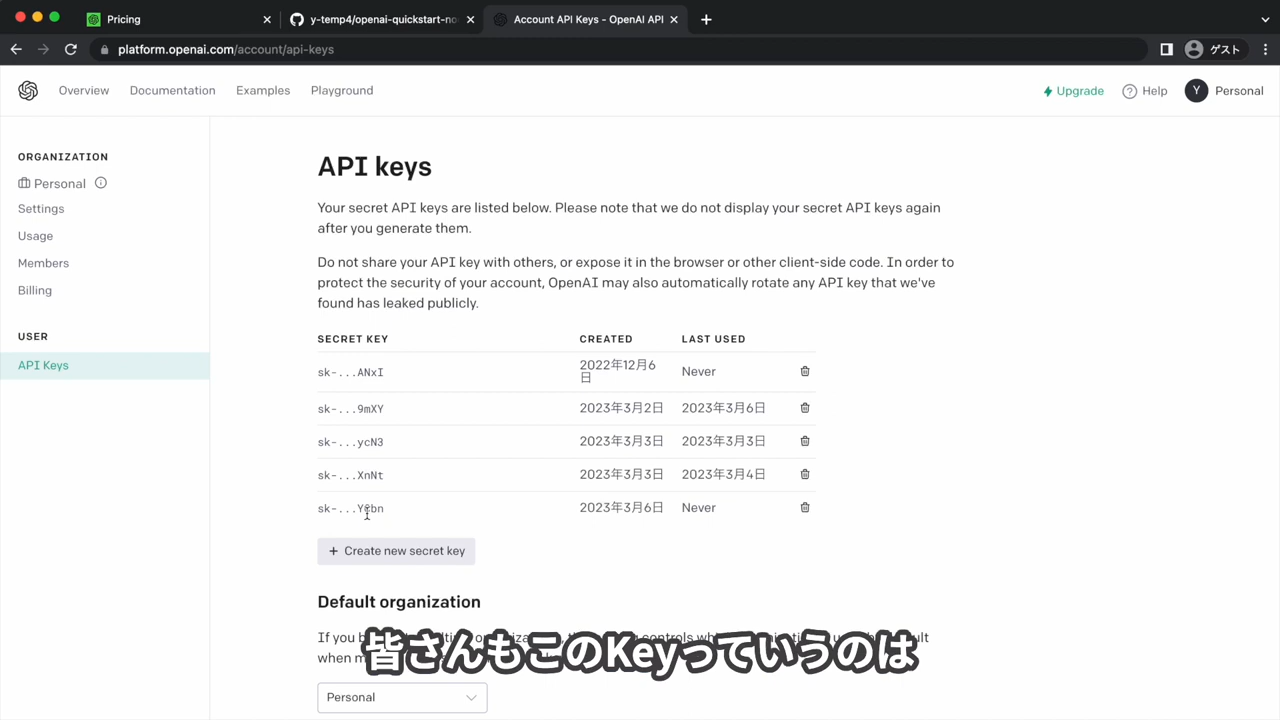 Pricing
y-temp4/openai-quickstart-no
Account API Keys - OpenAI API
platform.openai.com/account/api-keys
ゲスト
Overview
Documentation
Examples
Playground
Upgrade
Help
Y
Personal
ORGANIZATION
Personal
Settings
Usage
Members
Billing
USER
API Keys
API keys
Your secret API keys are listed below. Please note that we do not display your secret API keys again
after you generate them.
Do not share your API key with others, or expose it in the browser or other client-side code. In order to
protect the security of your account, OpenAI may also automatically rotate any API key that we've
found has leaked publicly.
SECRET KEY CREATED LAST USED
sk-...ANxI 2022年12月6日 Never
sk-...9mXY 2023年3月2日 2023年3月6日
sk-...ycN3 2023年3月3日 2023年3月3日
sk-...XnNt 2023年3月3日 2023年3月4日
2023年3月6日 Never
+ Create new secret key
Default organization
If you
when
皆さんもこのKeyっていうのは
Personal